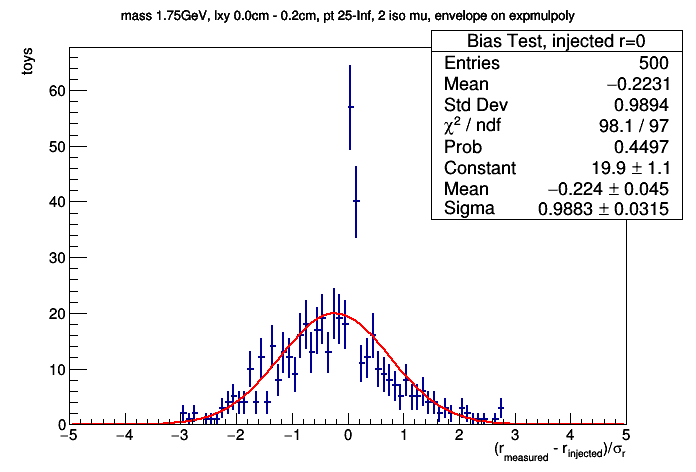 mass 1.75GeV, lxy 0.0cm - 0.2cm, pt 25-Inf, 2 iso mu, envelope on expmulpoly
Bias Test, injected r=0
Entries 500
Mean −0.2231
Std Dev 0.9894
χ² / ndf 98.1 / 97
Prob 0.4497
Constant 19.9 ± 1.1
Mean −0.224 ± 0.045
Sigma 0.9883 ± 0.0315
toys
60
50
40
30
20
10
0
−5 −4 −3 −2 −1 0 1 2 3 4 5
(r_measured - r_injected)/σ_r